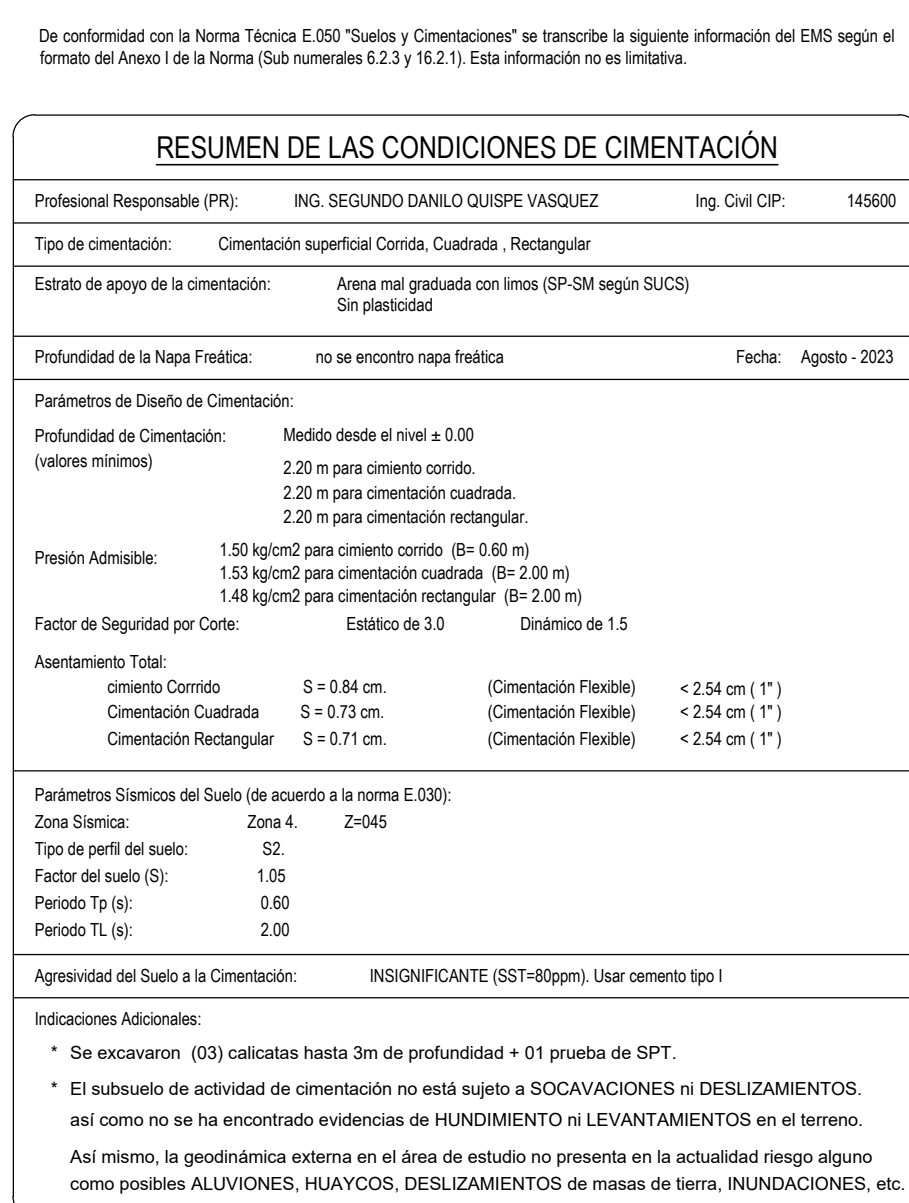 De conformidad con la Norma Técnica E.050 "Suelos y Cimentaciones" se transcribe la siguiente información del EMS según el
formato del Anexo I de la Norma (Sub numerales 6.2.3 y 16.2.1). Esta información no es limitativa.
RESUMEN DE LAS CONDICIONES DE CIMENTACIÓN
Profesional Responsable (PR): ING. SEGUNDO DANILO QUISPE VASQUEZ Ing. Civil CIP: 145600
Tipo de cimentación: Cimentación superficial Corrida, Cuadrada , Rectangular
Estrato de apoyo de la cimentación: Arena mal graduada con limos (SP-SM según SUCS)
Sin plasticidad
Profundidad de la Napa Freática: no se encontro napa freática Fecha: Agosto - 2023
Parámetros de Diseño de Cimentación:
Profundidad de Cimentación: Medido desde el nivel ± 0.00
(valores mínimos)
2.20 m para cimiento corrido.
2.20 m para cimentación cuadrada.
2.20 m para cimentación rectangular.
Presión Admisible: 1.50 kg/cm2 para cimiento corrido (B= 0.60 m)
1.53 kg/cm2 para cimentación cuadrada (B= 2.00 m)
1.48 kg/cm2 para cimentación rectangular (B= 2.00 m)
Factor de Seguridad por Corte: Estático de 3.0 Dinámico de 1.5
Asentamiento Total:
cimiento Corrrido S = 0.84 cm. (Cimentación Flexible) < 2.54 cm ( 1" )
Cimentación Cuadrada S = 0.73 cm. (Cimentación Flexible) < 2.54 cm ( 1" )
Cimentación Rectangular S = 0.71 cm. (Cimentación Flexible) < 2.54 cm ( 1" )
Parámetros Sísmicos del Suelo (de acuerdo a la norma E.030):
Zona Sísmica: Zona 4. Z=045
Tipo de perfil del suelo: S2.
Factor del suelo (S): 1.05
Periodo Tp (s): 0.60
Periodo TL (s): 2.00
Agresividad del Suelo a la Cimentación: INSIGNIFICANTE (SST=80ppm). Usar cemento tipo I
Indicaciones Adicionales:
* Se excavaron (03) calicatas hasta 3m de profundidad + 01 prueba de SPT.
* El subsuelo de actividad de cimentación no está sujeto a SOCAVACIONES ni DESLIZAMIENTOS.
así como no se ha encontrado evidencias de HUNDIMIENTO ni LEVANTAMIENTOS en el terreno.
Así mismo, la geodinámica externa en el área de estudio no presenta en la actualidad riesgo alguno
como posibles ALUVIONES, HUAYCOS, DESLIZAMIENTOS de masas de tierra, INUNDACIONES, etc.